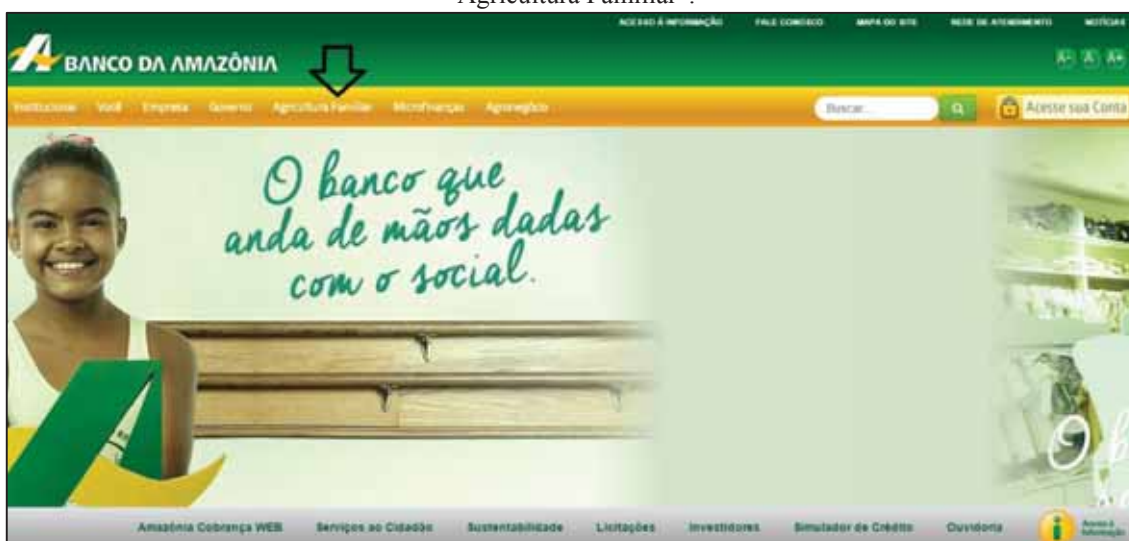 Agricultura Familiar".
ACESSO À INFORMAÇÃO FALE CONOSCO MAPA DO SITE REDE DE ATENDIMENTO NOTÍCIAS
BANCO DA AMAZÔNIA
A- A A+
Institucional Você Empresa Governo Agricultura Familiar Microfinanças Agronegócio Buscar... Acesse sua Conta
O banco que
anda de mãos dadas
com o social.
O b
Amazônia Cobrança WEB Serviços ao Cidadão Sustentabilidade Licitações Investidores Simulador de Crédito Ouvidoria Acesso à
Informação